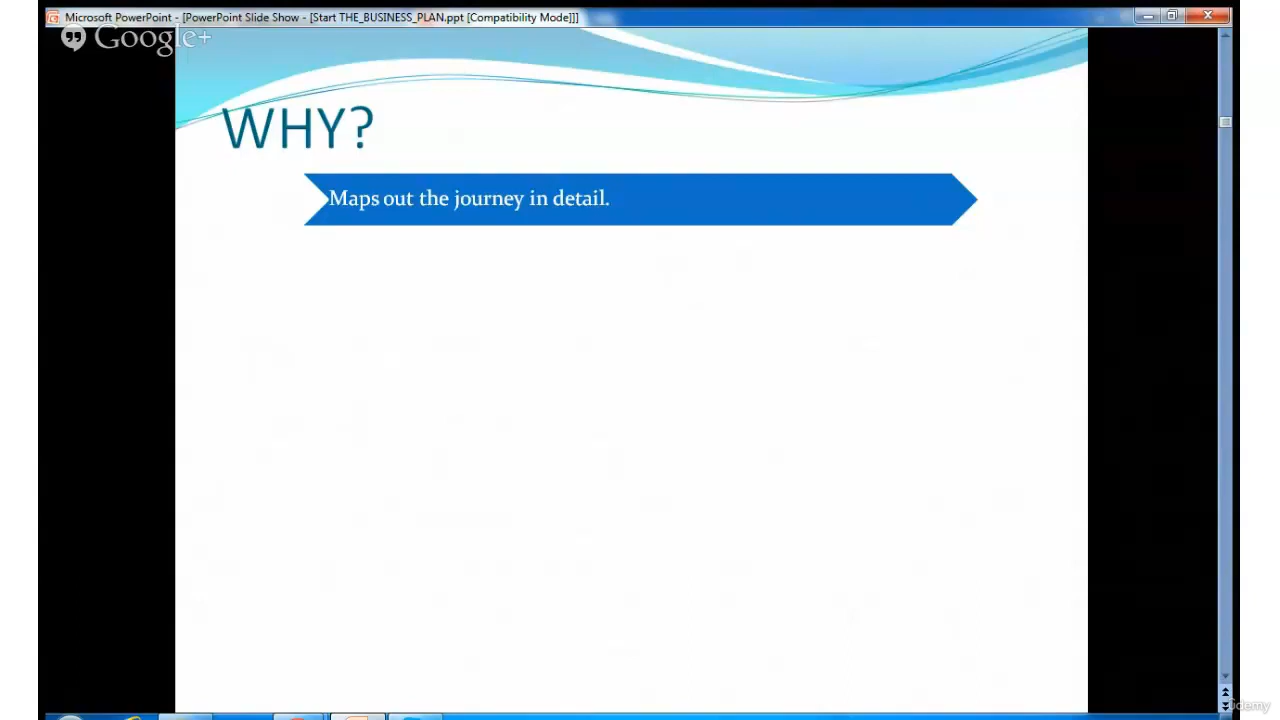 Microsoft PowerPoint - [PowerPoint Slide Show - [Start THE_BUSINESS_PLAN.ppt [Compatibility Mode]]]
Google+
WHY?
Maps out the journey in detail.